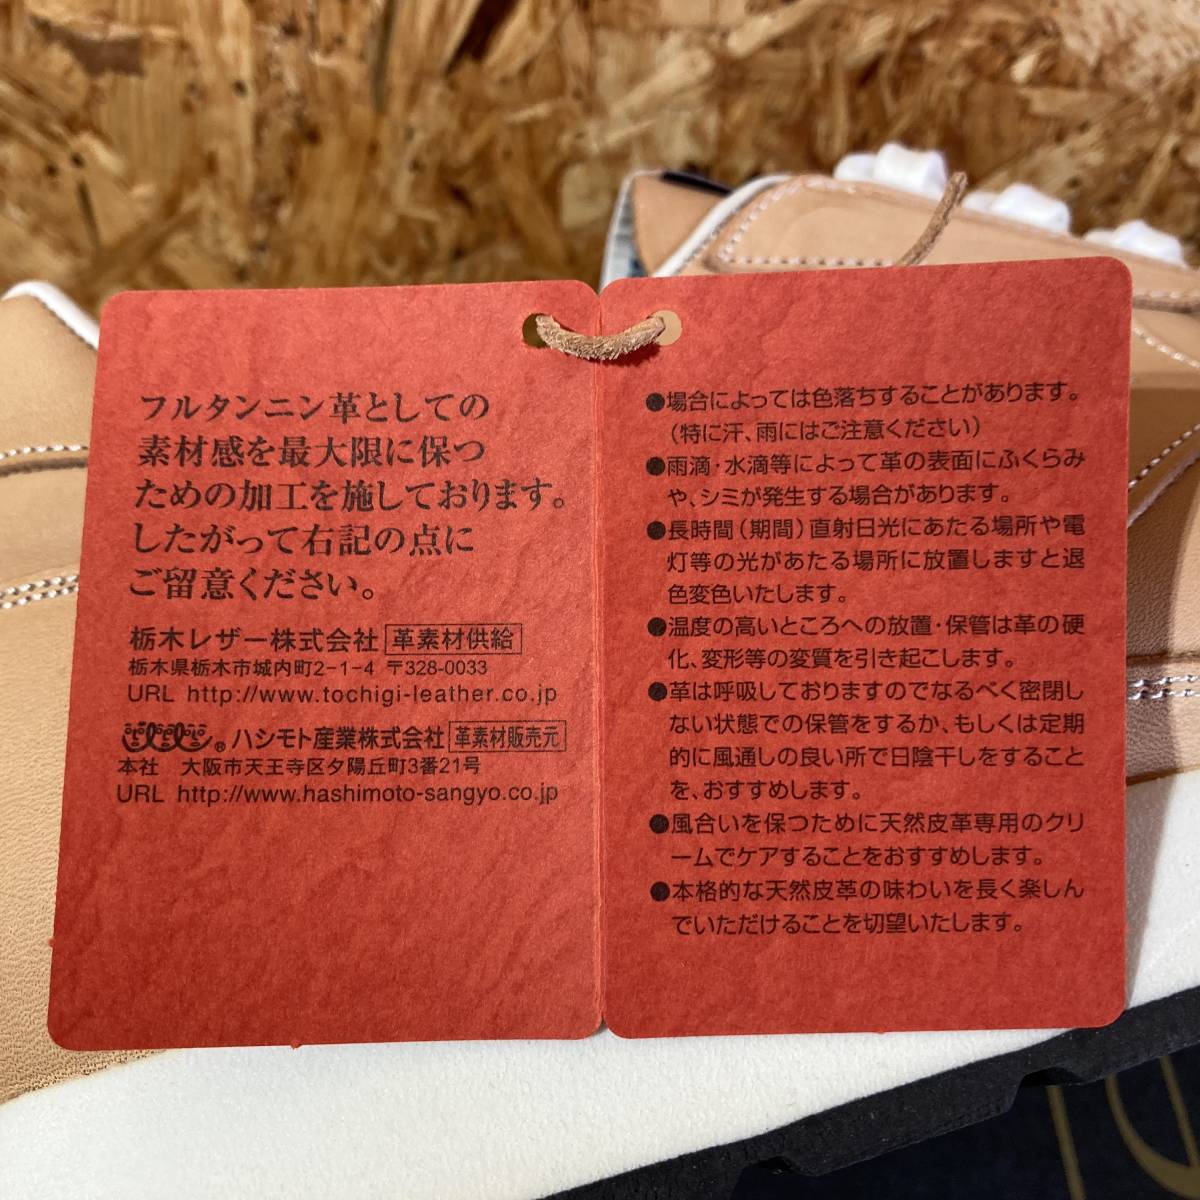 フルタンニン革としての
素材感を最大限に保つ
ための加工を施しております。
したがって右記の点に
ご留意ください。
栃木レザー株式会社 革素材供給
栃木県栃木市城内町2-1-4 〒328-0033
URL http://www.tochigi-leather.co.jp
® ハシモト産業株式会社 革素材販売元
本社 大阪市天王寺区夕陽丘町3番21号
URL http://www.hashimoto-sangyo.co.jp
●場合によっては色落ちすることがあります。
（特に汗、雨にはご注意ください）
●雨滴・水滴等によって革の表面にふくらみ
や、シミが発生する場合があります。
●長時間（期間）直射日光にあたる場所や電
灯等の光があたる場所に放置しますと退
色変色いたします。
●温度の高いところへの放置・保管は革の硬
化、変形等の変質を引き起こします。
●革は呼吸しておりますのでなるべく密閉し
ない状態での保管をするか、もしくは定期
的に風通しの良い所で日陰干しをすること
を、おすすめします。
●風合いを保つために天然皮革専用のクリ
ームでケアすることをおすすめします。
●本格的な天然皮革の味わいを長く楽しん
でいただけることを切望いたします。